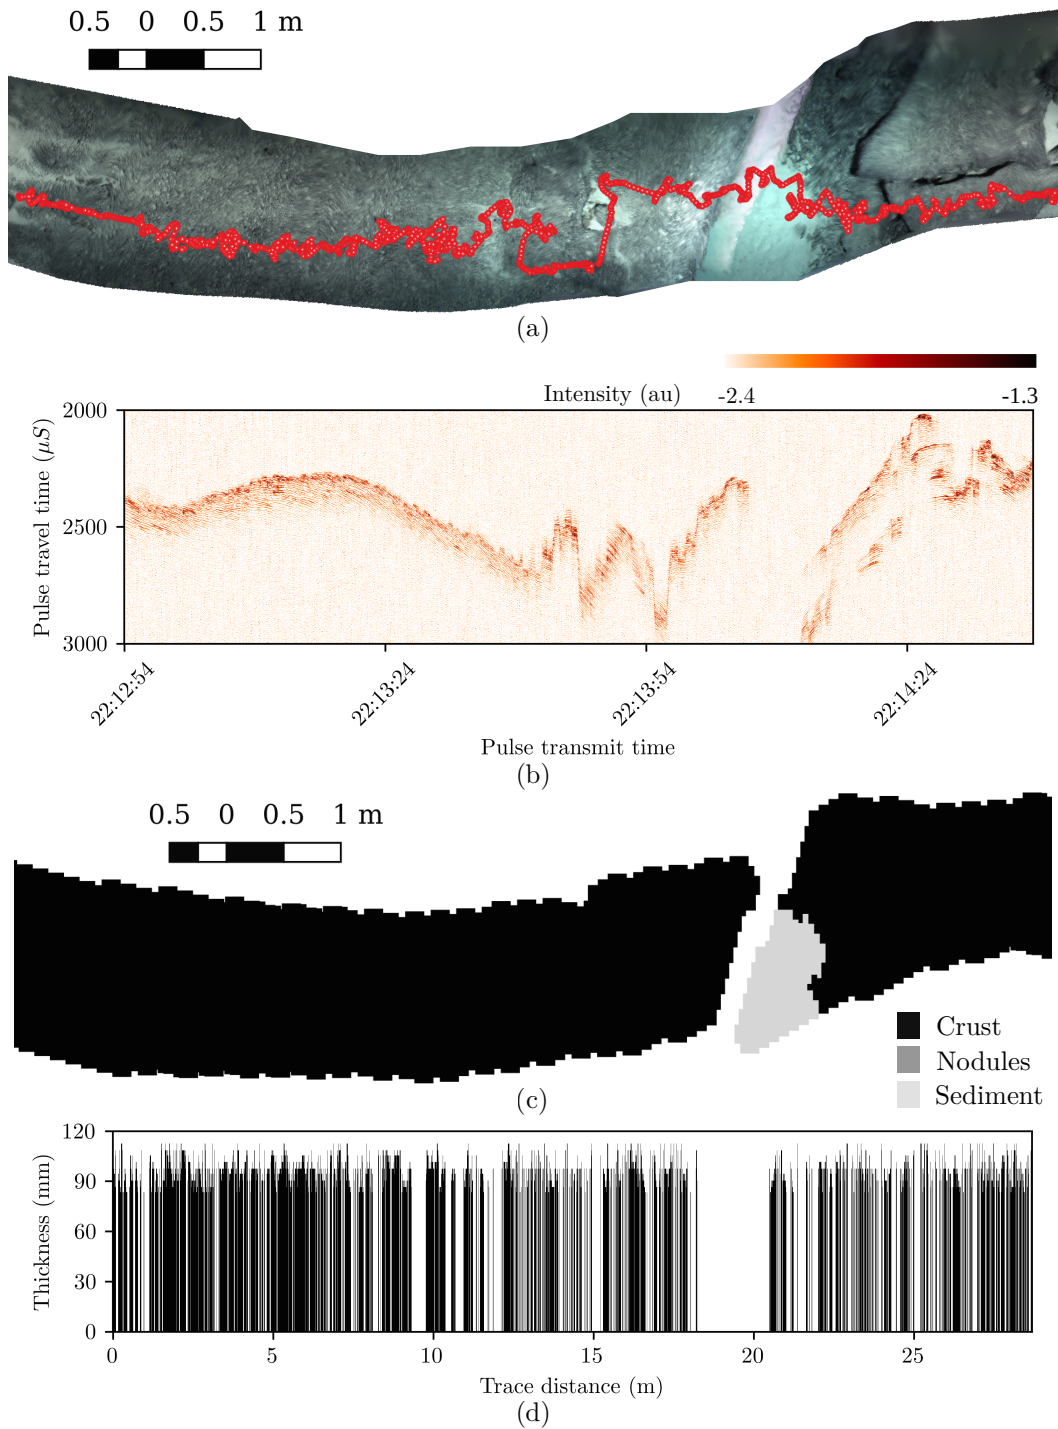 0.5 0 0.5 1 m
(a)
Intensity (au) -2.4 -1.3
Pulse travel time (μS)
2000
2500
3000
22:12:54 22:13:24 22:13:54 22:14:24
Pulse transmit time
(b)
0.5 0 0.5 1 m
Crust
Nodules
Sediment
(c)
Thickness (mm)
120
90
60
30
0
0 5 10 15 20 25
Trace distance (m)
(d)